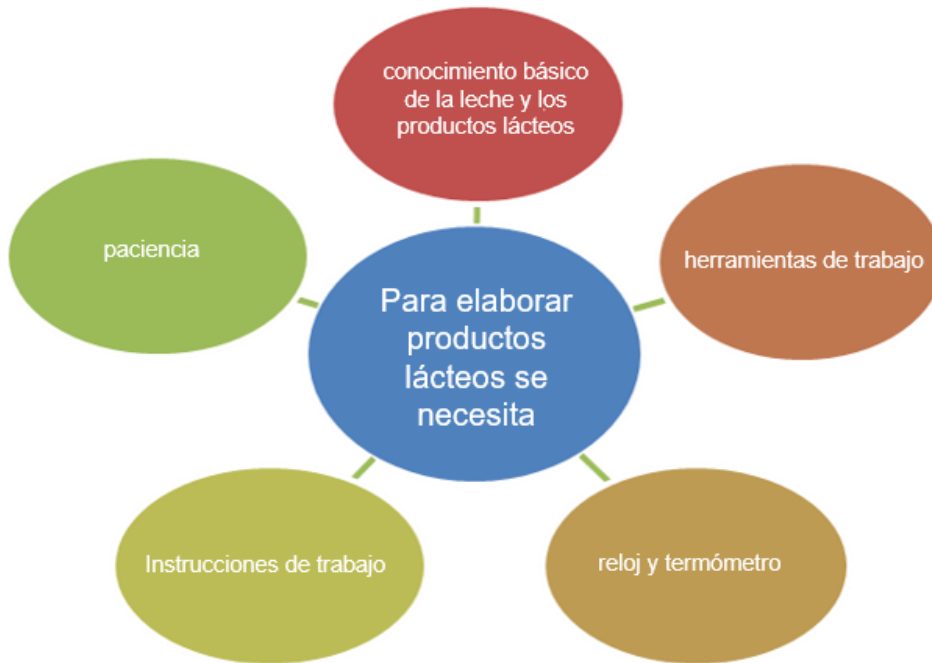 conocimiento básico
de la leche y los
productos lácteos
paciencia
herramientas de trabajo
Para elaborar
productos
lácteos se
necesita
Instrucciones de trabajo
reloj y termómetro